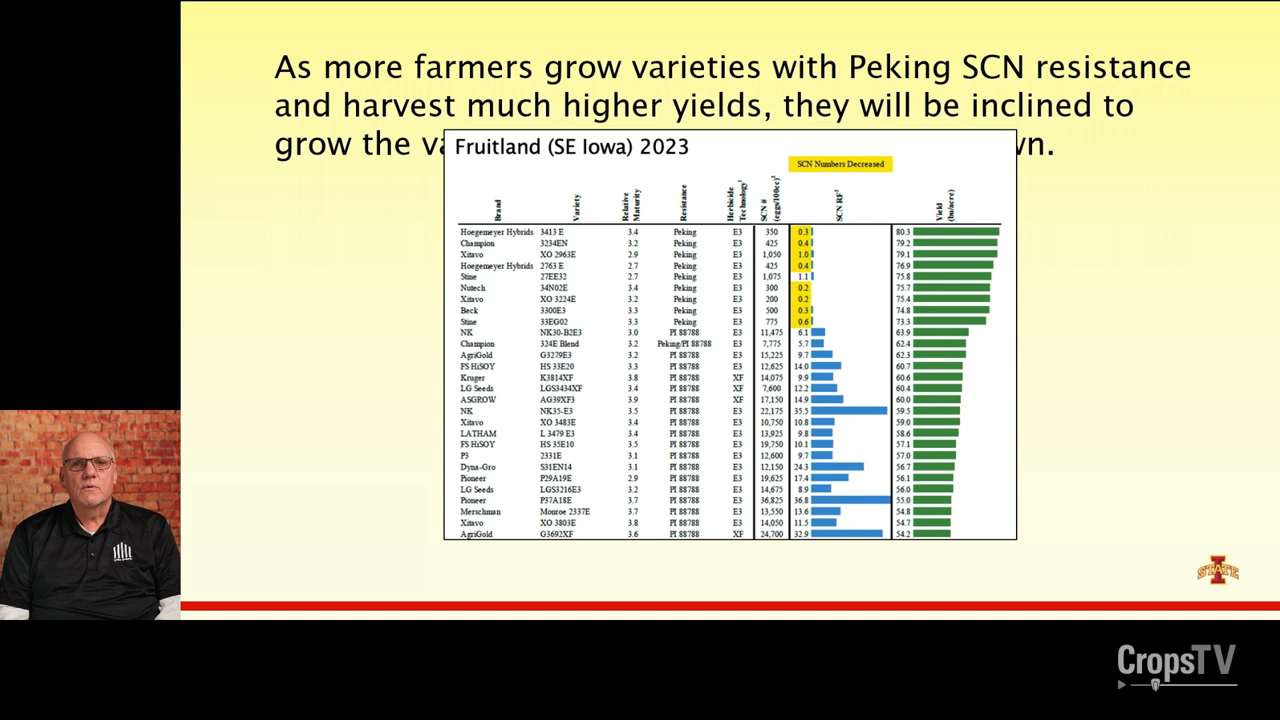 As more farmers grow varieties with Peking SCN resistance
and harvest much higher yields, they will be inclined to
grow the va wn.
Fruitland (SE Iowa) 2023
SCN Numbers Decreased
Brand Variety Relative Maturity Resistance Herbicide Technology¹ SCN # (eggs/100cc)² SCN RF³ Yield (bu/acre)
Hoegemeyer Hybrids 3413 E 3.4 Peking E3 350 0.3 80.3
Champion 3234EN 3.2 Peking E3 425 0.4 79.2
Xitavo XO 2963E 2.9 Peking E3 1,050 1.0 79.1
Hoegemeyer Hybrids 2763 E 2.7 Peking E3 425 0.4 76.9
Stine 27EE32 2.7 Peking E3 1,075 1.1 75.8
Nutech 34N02E 3.4 Peking E3 300 0.2 75.7
Xitavo XO 3224E 3.2 Peking E3 200 0.2 75.4
Beck 3300E3 3.3 Peking E3 500 0.3 74.8
Stine 33EG02 3.3 Peking E3 775 0.6 73.3
NK NK30-B2E3 3.0 PI 88788 E3 11,475 6.1 63.9
Champion 324E Blend 3.2 Peking/PI 88788 E3 7,775 5.7 62.4
AgriGold G3279E3 3.2 PI 88788 E3 15,225 9.7 62.3
FS HiSOY HS 33E20 3.3 PI 88788 E3 12,625 14.0 60.7
Kruger K3814XF 3.8 PI 88788 XF 14,075 9.9 60.6
LG Seeds LGS3434XF 3.4 PI 88788 XF 7,600 12.2 60.4
ASGROW AG39XF3 3.9 PI 88788 XF 17,150 14.9 60.0
NK NK35-E3 3.5 PI 88788 E3 22,175 35.5 59.5
Xitavo XO 3483E 3.4 PI 88788 E3 10,750 10.8 59.0
LATHAM L 3479 E3 3.4 PI 88788 E3 13,925 9.8 58.6
FS HiSOY HS 35E10 3.5 PI 88788 E3 19,750 10.1 57.1
P3 2331E 3.1 PI 88788 E3 12,600 9.7 57.0
Dyna-Gro S31EN14 3.1 PI 88788 E3 12,150 24.3 56.7
Pioneer P29A19E 2.9 PI 88788 E3 19,625 17.4 56.1
LG Seeds LGS3216E3 3.2 PI 88788 E3 14,675 8.9 56.0
Pioneer P37A18E 3.7 PI 88788 E3 36,825 36.8 55.0
Merschman Monroe 2337E 3.7 PI 88788 E3 13,550 13.6 54.8
Xitavo XO 3803E 3.8 PI 88788 E3 14,050 11.5 54.7
AgriGold G3692XF 3.6 PI 88788 XF 24,700 32.9 54.2
STATE
CropsTV